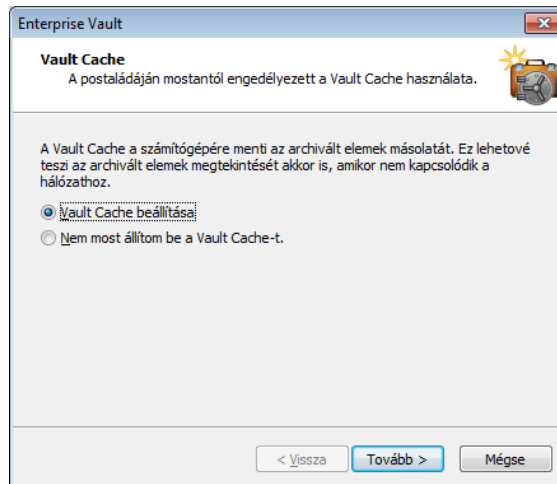 Enterprise Vault
Vault Cache
A postaládáján mostantól engedélyezett a Vault Cache használata.
A Vault Cache a számítógépére menti az archivált elemek másolatát. Ez lehetové
teszi az archivált elemek megtekintését akkor is, amikor nem kapcsolódik a
hálózathoz.
Vault Cache beállítása
Nem most állítom be a Vault Cache-t.
< Vissza
Tovább >
Mégse